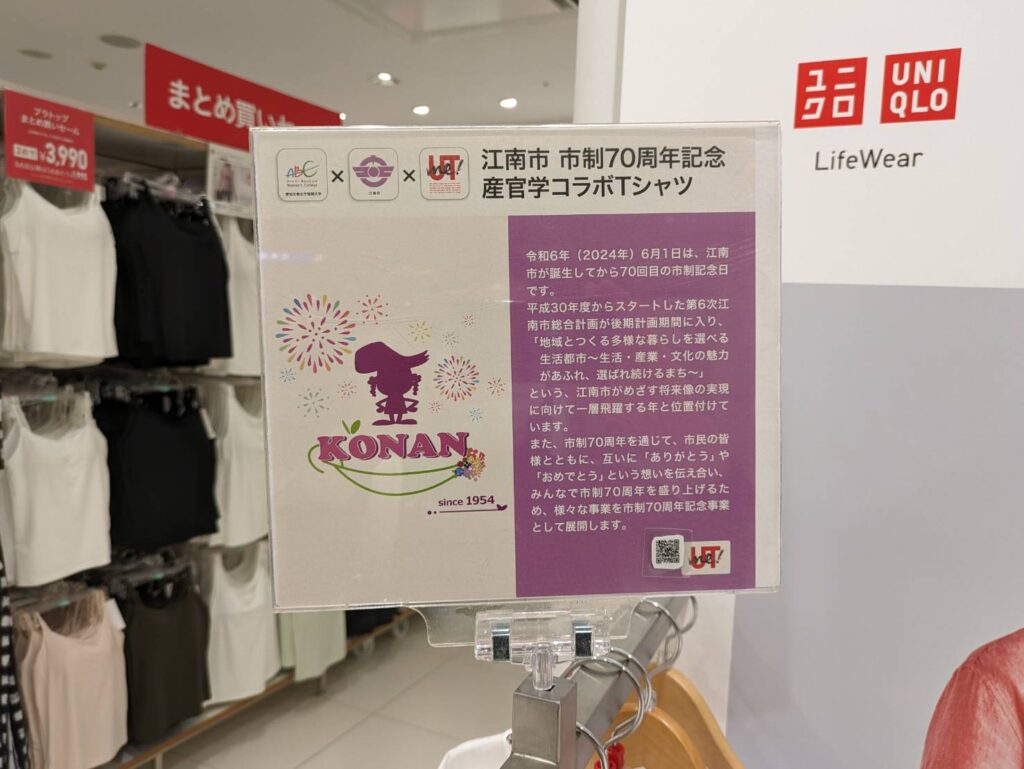 ブラトップ
まとめ買いセール
¥3,990
まとめ買い
ユニ
クロ
UNI
QLO
LifeWear
ABC
Women's College
×
江南市
×
UT
me!
江南市 市制70周年記念
産官学コラボTシャツ
令和6年（2024年）6月1日は、江南
市が誕生してから70回目の市制記念日
です。
平成30年度からスタートした第6次江
南市総合計画が後期計画期間に入り、
「地域とつくる多様な暮らしを選べる
生活都市～生活・産業・文化の魅力
があふれ、選ばれ続けるまち～」
という、江南市がめざす将来像の実現
に向けて一層飛躍する年と位置付けて
います。
また、市制70周年を通じて、市民の皆
様とともに、互いに「ありがとう」や
「おめでとう」という想いを伝え合い、
みんなで市制70周年を盛り上げるた
め、様々な事業を市制70周年記念事業
として展開します。
KONAN
since 1954
UT
me!